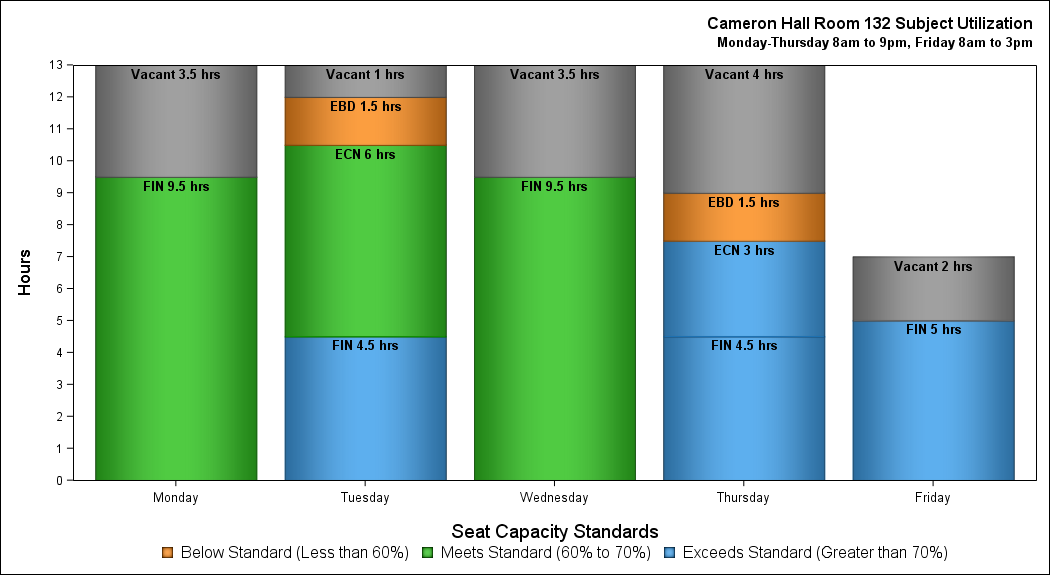 Cameron Hall Room 132 Subject Utilization
Monday-Thursday 8am to 9pm, Friday 8am to 3pm
Hours
13
12
11
10
9
8
7
6
5
4
3
2
1
0
Vacant 3.5 hrs
FIN 9.5 hrs
Vacant 1 hrs
EBD 1.5 hrs
ECN 6 hrs
FIN 4.5 hrs
Vacant 3.5 hrs
FIN 9.5 hrs
Vacant 4 hrs
EBD 1.5 hrs
ECN 3 hrs
FIN 4.5 hrs
Vacant 2 hrs
FIN 5 hrs
Monday Tuesday Wednesday Thursday Friday
Seat Capacity Standards
Below Standard (Less than 60%) Meets Standard (60% to 70%) Exceeds Standard (Greater than 70%)